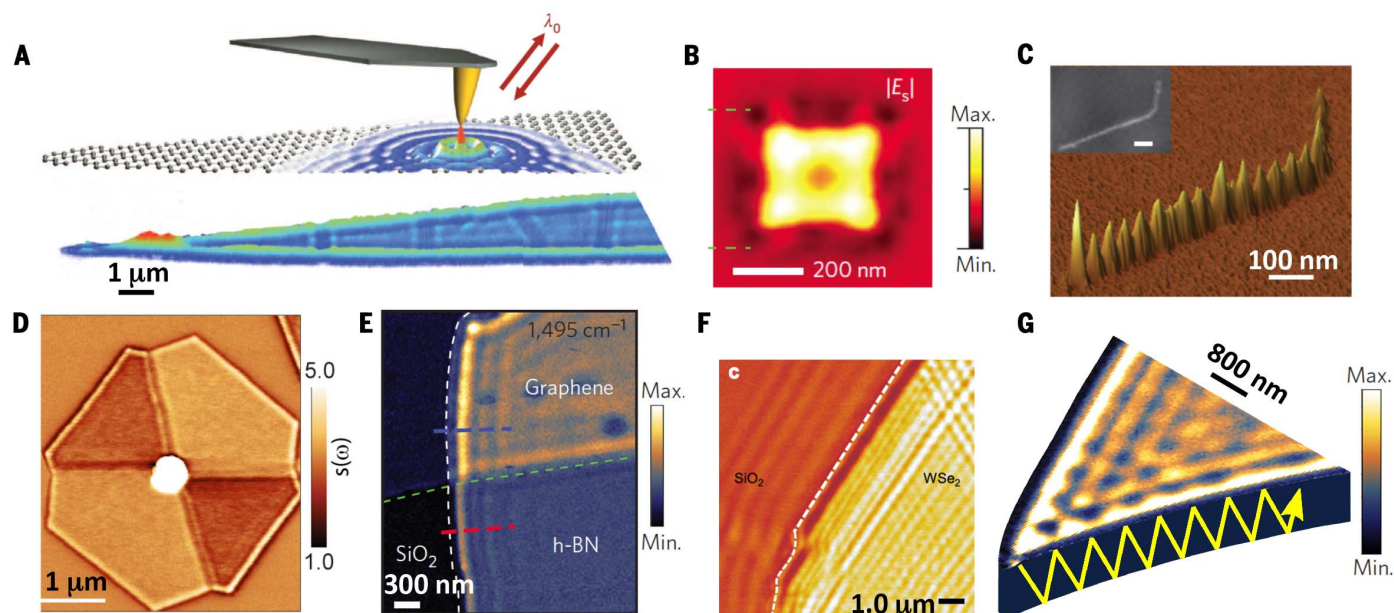 A
λ0
1 μm
B
|Es|
200 nm
Max.
Min.
C
100 nm
D
1 μm
5.0
s(ω)
1.0
E
1,495 cm⁻¹
Graphene
SiO2
h-BN
300 nm
Max.
Min.
F
c
SiO2
WSe2
1.0 μm
G
800 nm
Max.
Min.